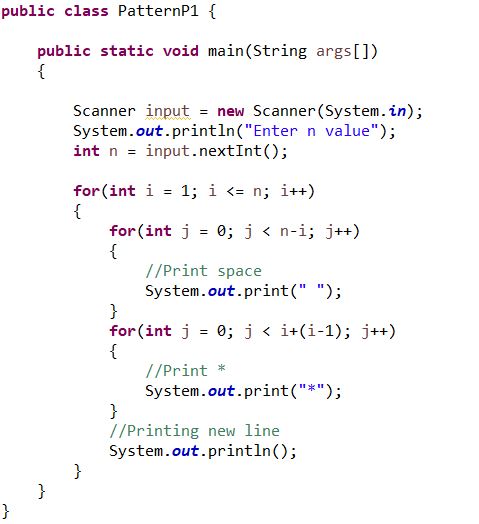 public class PatternP1 {
public static void main(String args[])
{
Scanner input = new Scanner(System.in);
System.out.println("Enter n value");
int n = input.nextInt();
for(int i = 1; i <= n; i++)
{
for(int j = 0; j < n-i; j++)
{
//Print space
System.out.print(" ");
}
for(int j = 0; j < i+(i-1); j++)
{
//Print *
System.out.print("*");
}
//Printing new line
System.out.println();
}
}
}